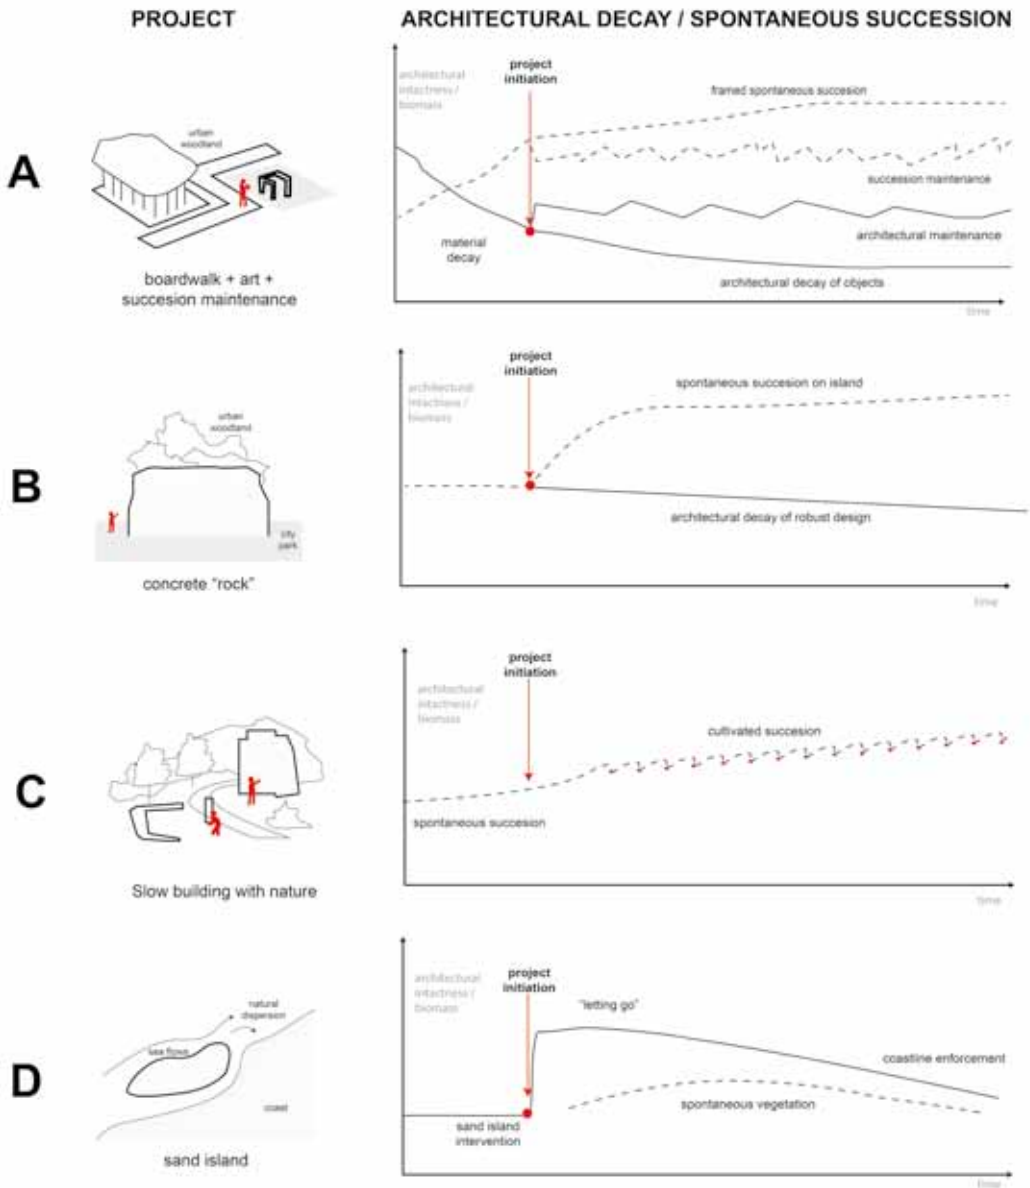 PROJECT
ARCHITECTURAL DECAY / SPONTANEOUS SUCCESSION
A
urban
woodland
boardwalk + art +
succesion maintenance
architectural
intactness /
biomass
project
initiation
framed spontaneous succesion
succession maintenance
material
decay
architectural maintenance
architectural decay of objects
time
B
urban
woodland
city
park
concrete "rock"
architectural
intactness /
biomass
project
initiation
spontaneous succesion on island
architectural decay of robust design
time
C
Slow building with nature
architectural
intactness /
biomass
project
initiation
cultivated succesion
spontaneous succesion
time
D
natural
dispersion
sea flows
coast
sand island
architectural
intactness /
biomass
project
initiation
"letting go"
coastline enforcement
spontaneous vegetation
sand island
intervention
time